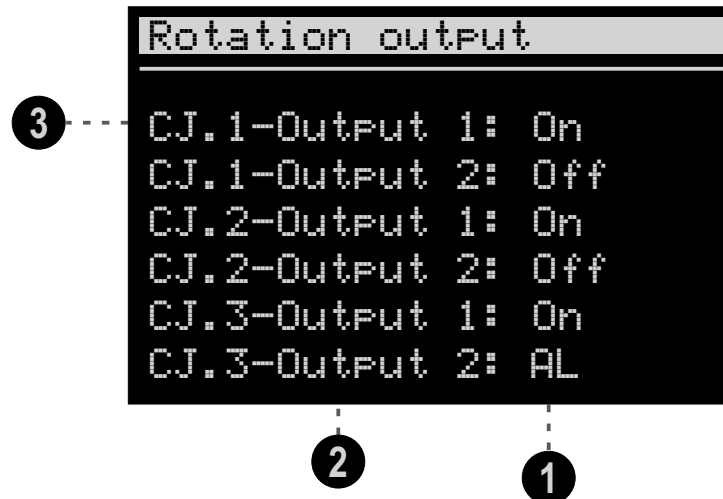 Rotation output
3
CJ.1-Output 1: On
CJ.1-Output 2: Off
CJ.2-Output 1: On
CJ.2-Output 2: Off
CJ.3-Output 1: On
CJ.3-Output 2: AL
2
1